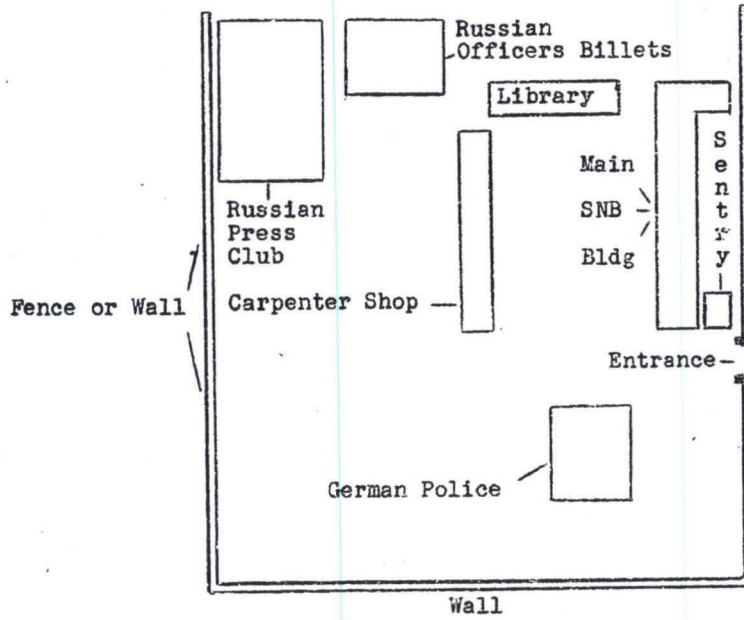 Russian
Officers Billets
Library
Sentry
Main
SNB
Bldg
Russian
Press
Club
Fence or Wall
Carpenter Shop
Entrance
German Police
Wall